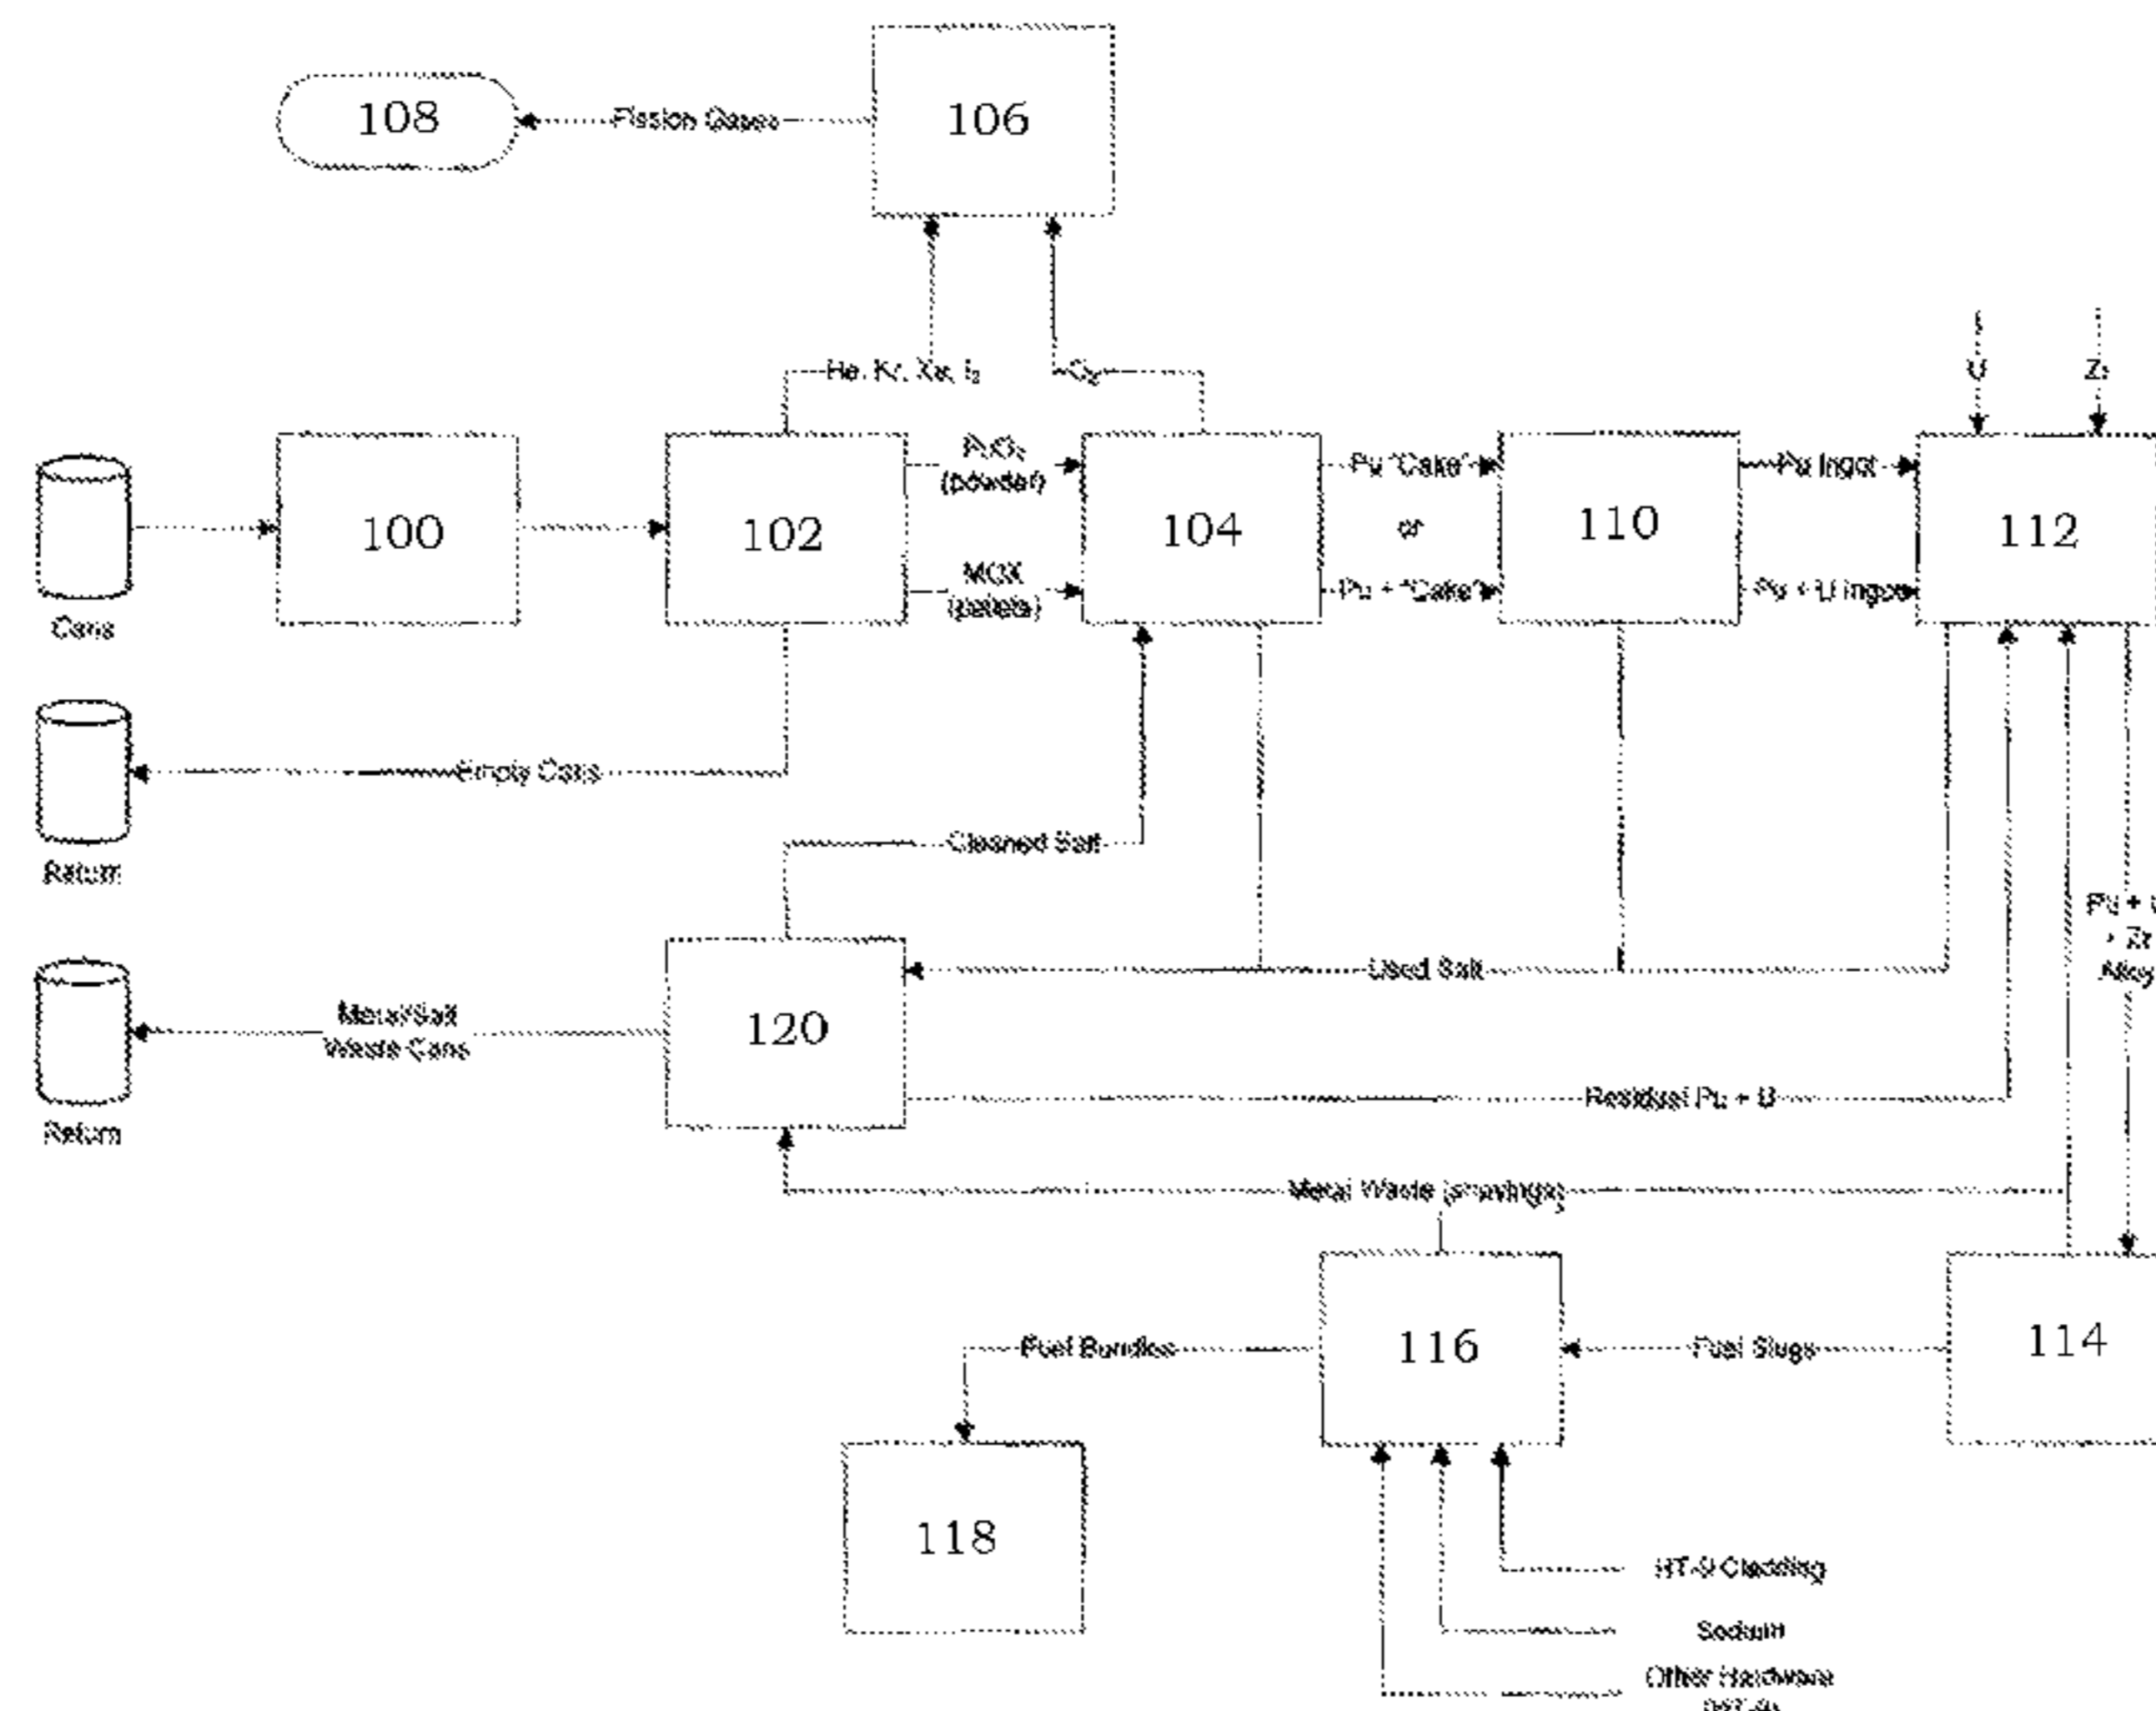 106
108
Fission Gases
He, Kr, Xe, I₂
O₂
U
Zr
PuO₂
(powder)
Pu "Cake"
Pu Ingot
100
102
104
or
110
112
MOX
(pellets)
Pu + "Cake"
Pu + U Ingot
Cans
Empty Cans
Cleaned Salt
Return
Pu +
+ Zr
Alloy
Used Salt
Metal/Salt
Waste Cans
120
Residual Pu + U
Return
Metal Waste (shavings)
Fuel Bundles
116
Fuel Slugs
114
118
HT-9 Cladding
Sodium
Other Hardware